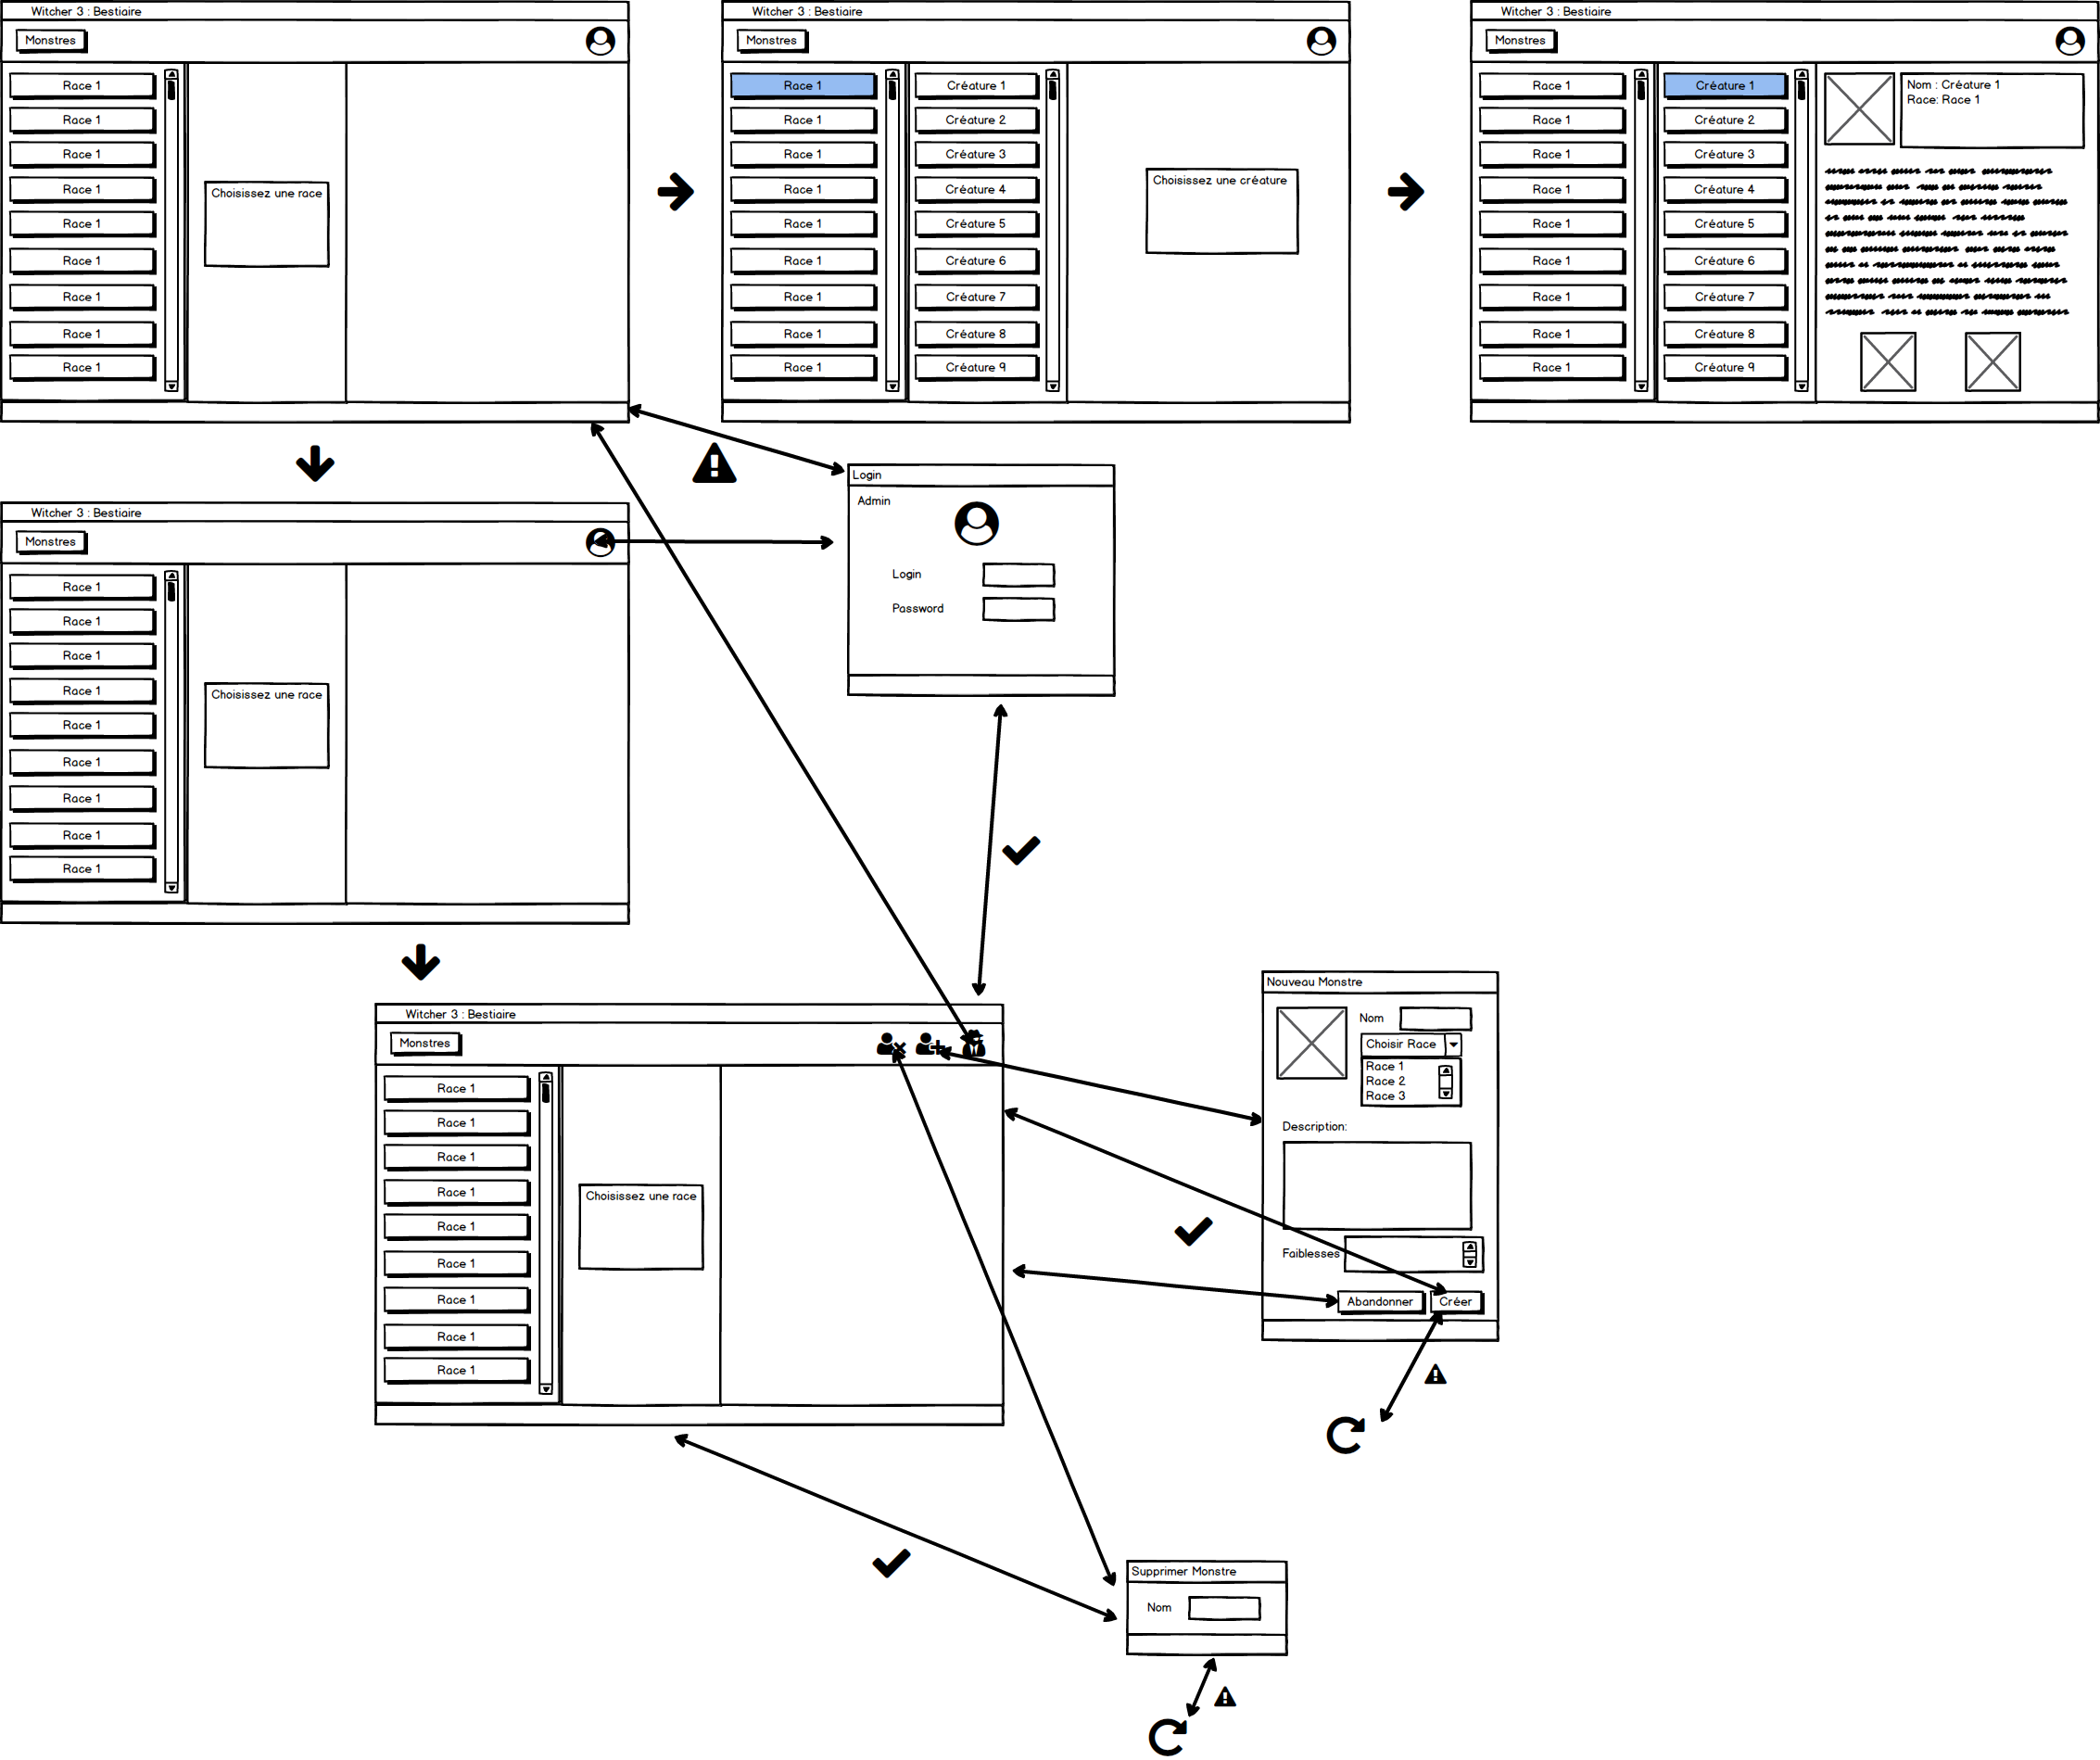 Witcher 3 : Bestiaire
Monstres
Race 1
Race 1
Race 1
Race 1
Race 1
Race 1
Race 1
Race 1
Race 1
Choisissez une race
Witcher 3 : Bestiaire
Monstres
Race 1
Race 1
Race 1
Race 1
Race 1
Race 1
Race 1
Race 1
Race 1
Créature 1
Créature 2
Créature 3
Créature 4
Créature 5
Créature 6
Créature 7
Créature 8
Créature 9
Choisissez une créature
Witcher 3 : Bestiaire
Monstres
Race 1
Race 1
Race 1
Race 1
Race 1
Race 1
Race 1
Race 1
Race 1
Créature 1
Créature 2
Créature 3
Créature 4
Créature 5
Créature 6
Créature 7
Créature 8
Créature 9
Nom : Créature 1
Race: Race 1
Witcher 3 : Bestiaire
Monstres
Race 1
Race 1
Race 1
Race 1
Race 1
Race 1
Race 1
Race 1
Race 1
Choisissez une race
Login
Admin
Login
Password
Witcher 3 : Bestiaire
Monstres
Race 1
Race 1
Race 1
Race 1
Race 1
Race 1
Race 1
Race 1
Race 1
Choisissez une race
Nouveau Monstre
Nom
Choisir Race
Race 1
Race 2
Race 3
Description:
Faiblesses
Abandonner
Créer
Supprimer Monstre
Nom